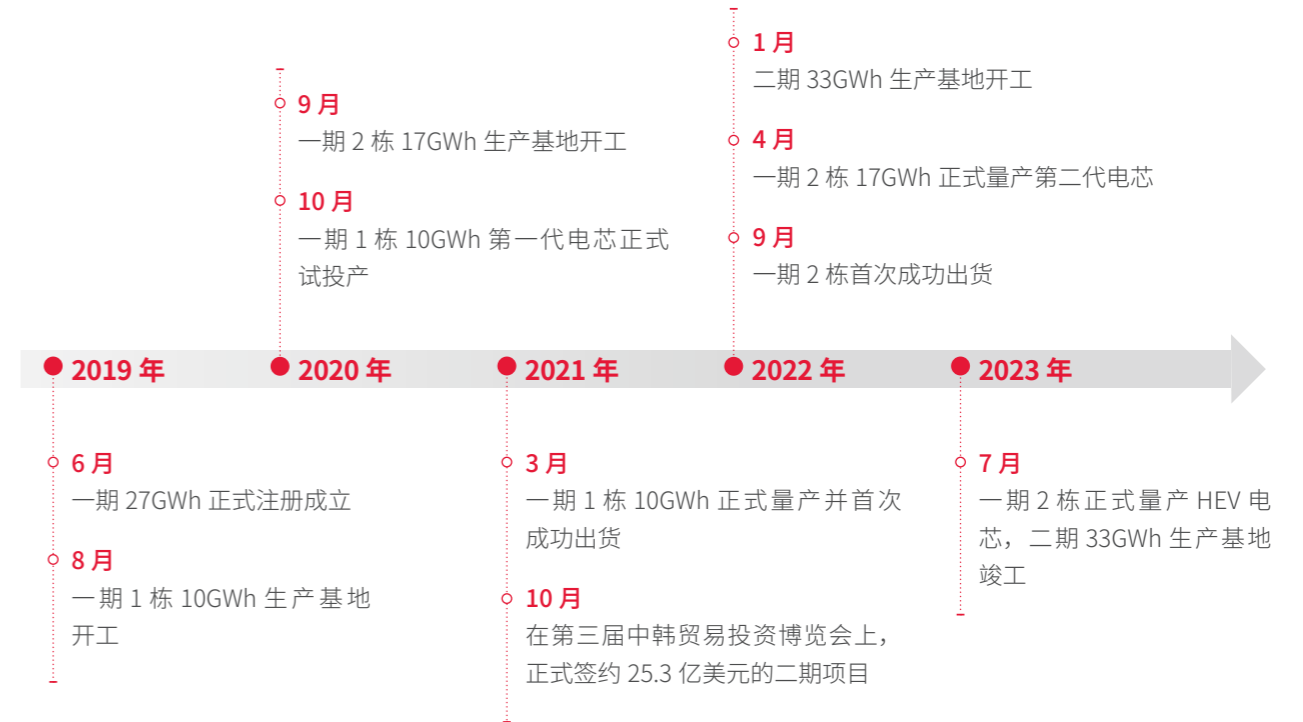 2019 年
6 月
一期 27GWh 正式注册成立
8 月
一期 1 栋 10GWh 生产基地
开工
2020 年
9 月
一期 2 栋 17GWh 生产基地开工
10 月
一期 1 栋 10GWh 第一代电芯正式
试投产
2021 年
3 月
一期 1 栋 10GWh 正式量产并首次
成功出货
10 月
在第三届中韩贸易投资博览会上，
正式签约 25.3 亿美元的二期项目
2022 年
1 月
二期 33GWh 生产基地开工
4 月
一期 2 栋 17GWh 正式量产第二代电芯
9 月
一期 2 栋首次成功出货
2023 年
7 月
一期 2 栋正式量产 HEV 电
芯，二期 33GWh 生产基地
竣工